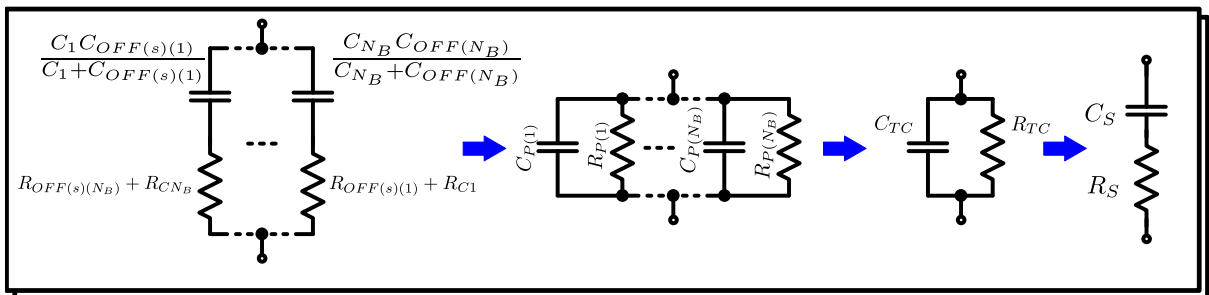 C_1 C_{OFF(s)(1)} / C_1+C_{OFF(s)(1)}
C_{N_B} C_{OFF(N_B)} / C_{N_B}+C_{OFF(N_B)}
R_{OFF(s)(N_B)} + R_{CN_B}
R_{OFF(s)(1)} + R_{C1}
C_{P(1)}
R_{P(1)}
C_{P(N_B)}
R_{P(N_B)}
C_{TC}
R_{TC}
C_S
R_S